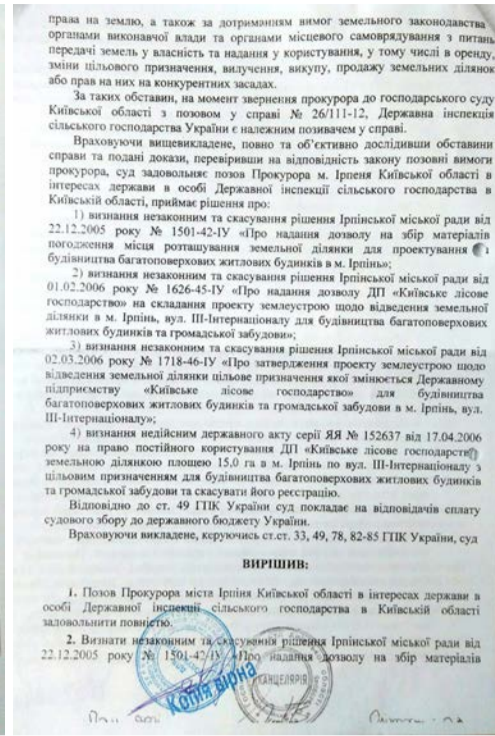 права на землю, а також за дотриманням вимог земельного законодавства
органами виконавчої влади та органами місцевого самоврядування з питань
передачі земель у власність та надання у користування, у тому числі в оренду,
зміни цільового призначення, вилучення, викупу, продажу земельних ділянок
або прав на них на конкурентних засадах.
За таких обставин, на момент звернення прокурора до господарського суду
Київської області з позовом у справі № 26/111-12, Державна інспекція
сільського господарства України є належним позивачем у справі.
Враховуючи вищевикладене, повно та об'єктивно дослідивши обставини
справи та подані докази, перевіривши на відповідність закону позовні вимоги
прокурора, суд задовольняє позов Прокурора м. Ірпеня Київської області в
інтересах держави в особі Державної інспекції сільського господарства в
Київській області, приймає рішення про:
1) визнання незаконним та скасування рішення Ірпінської міської ради від
22.12.2005 року № 1501-42-ІУ «Про надання дозволу на збір матеріалів
погодження місця розташування земельної ділянки для проектування
будівництва багатоповерхових житлових будинків в м. Ірпінь»;
2) визнання незаконним та скасування рішення Ірпінської міської ради від
01.02.2006 року № 1626-45-ІУ «Про надання дозволу ДП «Київське лісове
господарство» на складання проекту землеустрою щодо відведення земельної
ділянки в м. Ірпінь, вул. ІІІ-Інтернаціоналу для будівництва багатоповерхових
житлових будинків та громадської забудови»;
3) визнання незаконним та скасування рішення Ірпінської міської ради від
02.03.2006 року № 1718-46-ІУ «Про затвердження проекту землеустрою щодо
відведення земельної ділянки цільове призначення якої змінюється Державному
підприємству «Київське лісове господарство» для будівництва
багатоповерхових житлових будинків та громадської забудови в м. Ірпінь, вул.
ІІІ-Інтернаціоналу»;
4) визнання недійсним державного акту серії ЯЯ № 152637 від 17.04.2006
року на право постійного користування ДП «Київське лісове господарство»
земельною ділянкою площею 15,0 га в м. Ірпінь по вул. ІІІ-Інтернаціоналу з
цільовим призначенням для будівництва багатоповерхових житлових будинків
та громадської забудови та скасувати його реєстрацію.
Відповідно до ст. 49 ГПК України суд покладає на відповідачів сплату
судового збору до державного бюджету України.
Враховуючи викладене, керуючись ст.ст. 33, 49, 78, 82-85 ГПК України, суд
ВИРІШИВ:
1. Позов Прокурора міста Ірпіня Київської області в інтересах держави в
особі Державної інспекції сільського господарства в Київській області
задовольнити повністю.
2. Визнати незаконним та скасування рішення Ірпінської міської ради від
22.12.2005 року № 1501-42-ІУ «Про надання дозволу на збір матеріалів
Копія вірна
КАНЦЕЛЯРІЯ